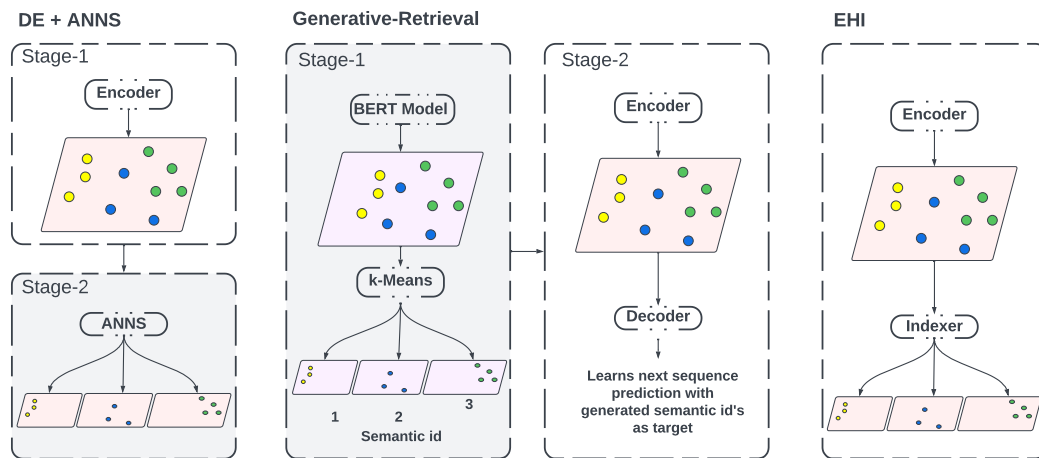 DE + ANNS
Stage-1
Encoder
Stage-2
ANNS
Generative-Retrieval
Stage-1
BERT Model
k-Means
1
2
3
Semantic id
Stage-2
Encoder
Decoder
Learns next sequence
prediction with
generated semantic id's
as target
EHI
Encoder
Indexer